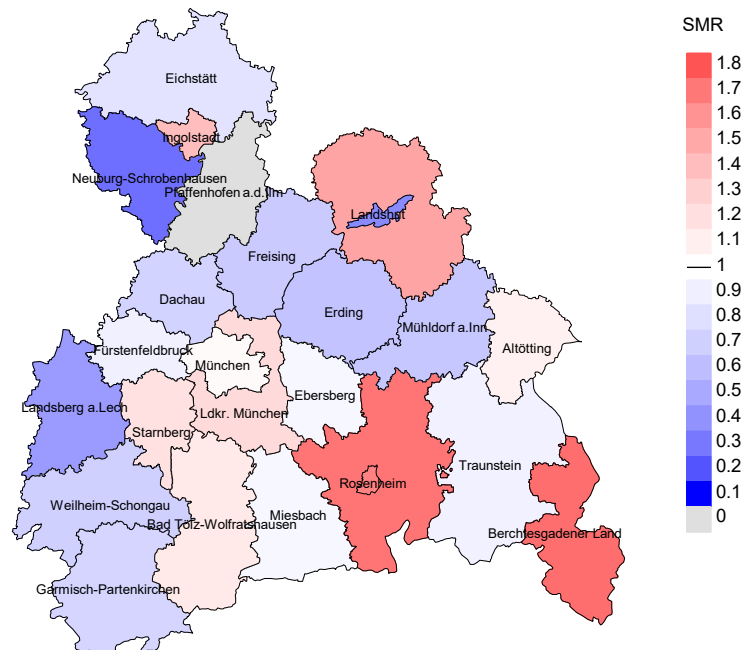 SMR
1.8
1.7
1.6
1.5
1.4
1.3
1.2
1.1
1
0.9
0.8
0.7
0.6
0.5
0.4
0.3
0.2
0.1
0
Eichstätt
Ingolstadt
Neuburg-Schrobenhausen
Pfaffenhofen a.d.Ilm
Freising
Dachau
Erding
Mühldorf a.Inn
Altötting
Fürstenfeldbruck
München
Ebersberg
Landsberg a.Lech
Starnberg
Ldkr. München
Rosenheim
Traunstein
Weilheim-Schongau
Bad Tölz-Wolfratshausen
Miesbach
Berchtesgadener Land
Garmisch-Partenkirchen